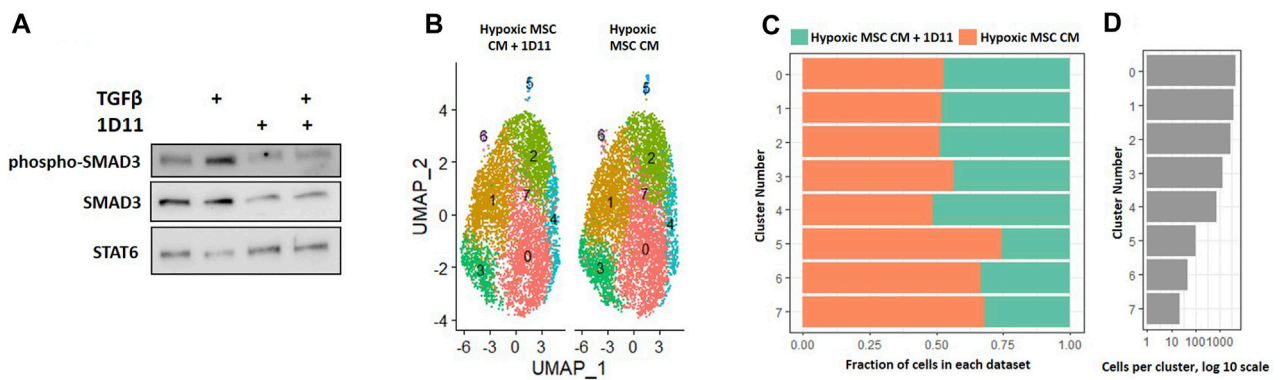 A
TGFβ + +
1D11 + +
phospho-SMAD3
SMAD3
STAT6
B
Hypoxic MSC
CM + 1D11
Hypoxic
MSC CM
UMAP_2
4
2
0
-2
-4
5
6
2
1
7
4
0
3
5
6
2
1
7
4
0
3
-6 -3 0 3
-6 -3 0 3
UMAP_1
C
Hypoxic MSC CM + 1D11 Hypoxic MSC CM
Cluster Number
0
1
2
3
4
5
6
7
0.00 0.25 0.50 0.75 1.00
Fraction of cells in each dataset
D
Cluster Number
0
1
2
3
4
5
6
7
1 10 1001000
Cells per cluster, log 10 scale